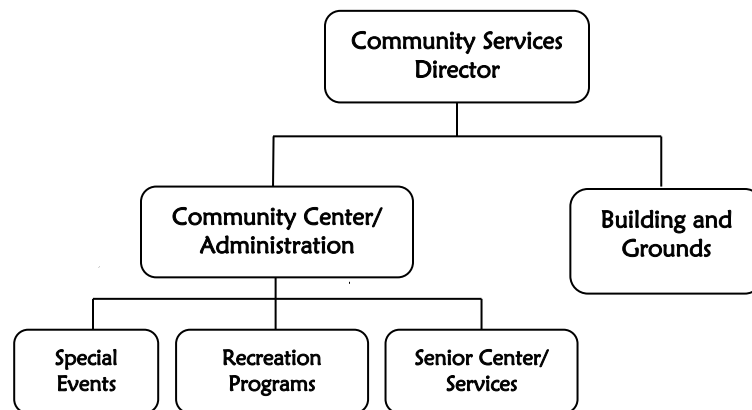 Community Services
Director
Community Center/
Administration
Building and
Grounds
Special
Events
Recreation
Programs
Senior Center/
Services